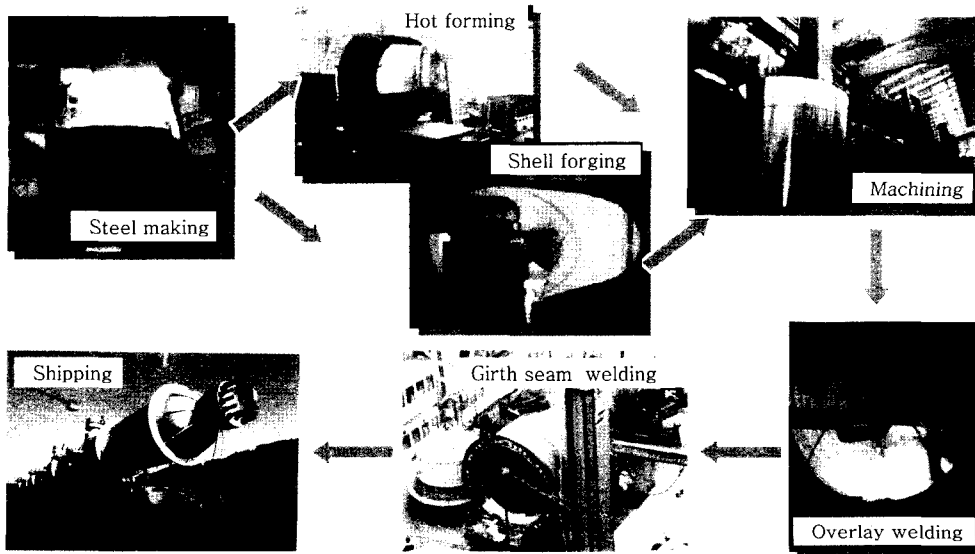 Steel making
Hot forming
Shell forging
Machining
Overlay welding
Girth seam welding
Shipping